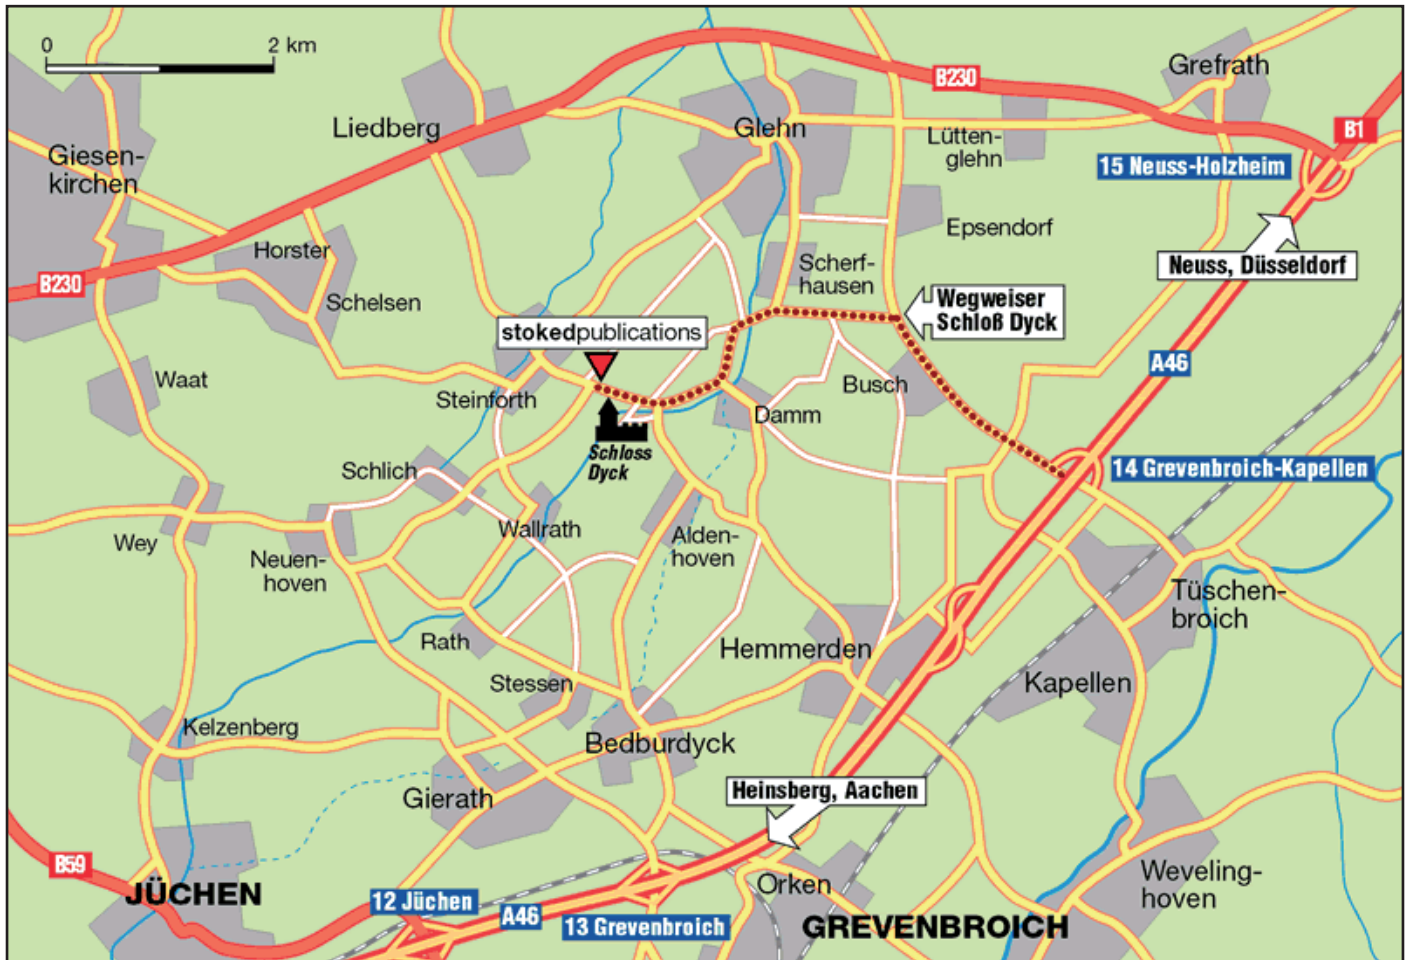 0
2 km
B230
Grefrath
B1
Liedberg
Glehn
Lütten-
glehn
Giesen-
kirchen
15 Neuss-Holzheim
Epsendorf
Horster
Scherf-
hausen
Neuss, Düsseldorf
B230
Schelsen
Wegweiser
Schloß Dyck
stokedpublications
A46
Waat
Busch
Steinforth
Damm
Schloss
Dyck
Schlich
14 Grevenbroich-Kapellen
Wey
Wallrath
Alden-
hoven
Neuen-
hoven
Tüschen-
broich
Rath
Hemmerden
Stessen
Kapellen
Kelzenberg
Bedburdyck
Heinsberg, Aachen
Gierath
B59
Weveling-
hoven
JÜCHEN
Orken
12 Jüchen
A46
13 Grevenbroich
GREVENBROICH